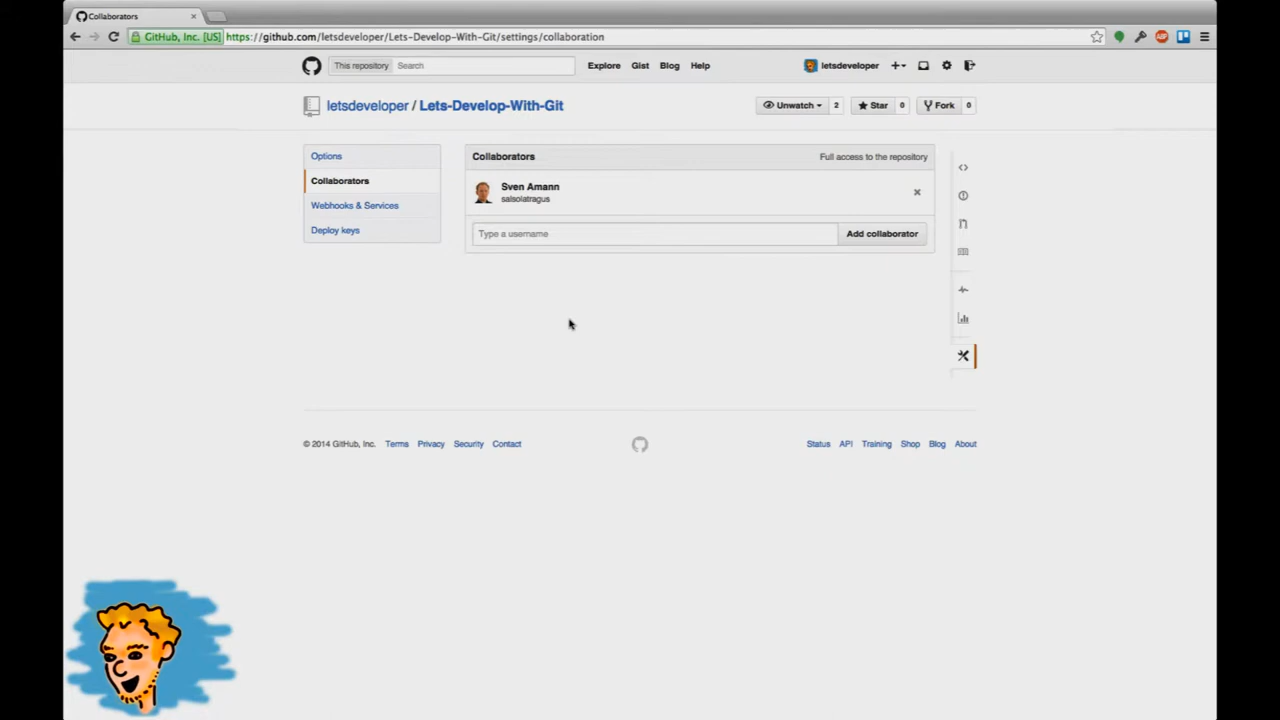 Collaborators
GitHub, Inc. [US] https://github.com/letsdeveloper/Lets-Develop-With-Git/settings/collaboration
This repository Search Explore Gist Blog Help letsdeveloper
letsdeveloper / Lets-Develop-With-Git Unwatch 2 Star 0 Fork 0
Options
Collaborators
Webhooks & Services
Deploy keys
Collaborators Full access to the repository
Sven Amann
salsolatragus
Type a username Add collaborator
© 2014 GitHub, Inc. Terms Privacy Security Contact Status API Training Shop Blog About